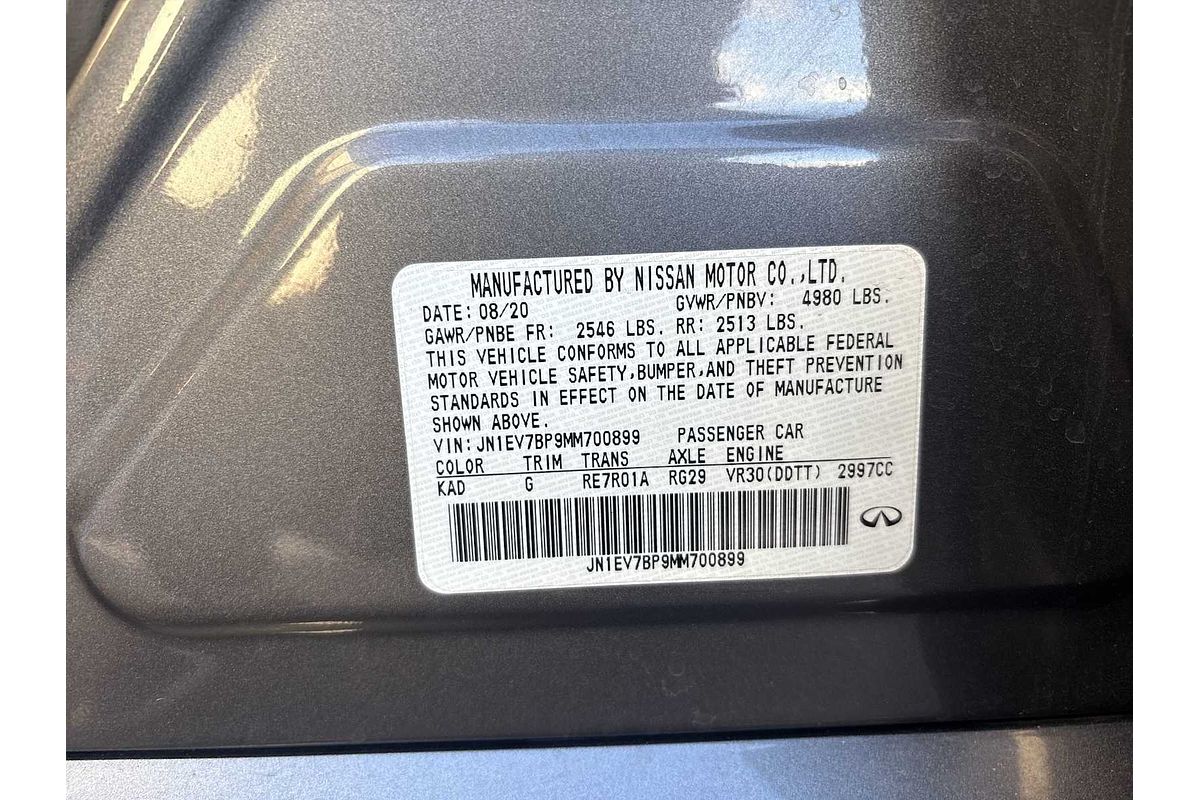 MANUFACTURED BY NISSAN MOTOR CO.,LTD.
DATE: 08/20 GVWR/PNBV: 4980 LBS.
GAWR/PNBE FR: 2546 LBS. RR: 2513 LBS.
THIS VEHICLE CONFORMS TO ALL APPLICABLE FEDERAL
MOTOR VEHICLE SAFETY,BUMPER,AND THEFT PREVENTION
STANDARDS IN EFFECT ON THE DATE OF MANUFACTURE
SHOWN ABOVE.
VIN:JN1EV7BP9MM700899 PASSENGER CAR
COLOR TRIM TRANS AXLE ENGINE
KAD G RE7R01A RG29 VR30(DDTT) 2997CC
JN1EV7BP9MM700899